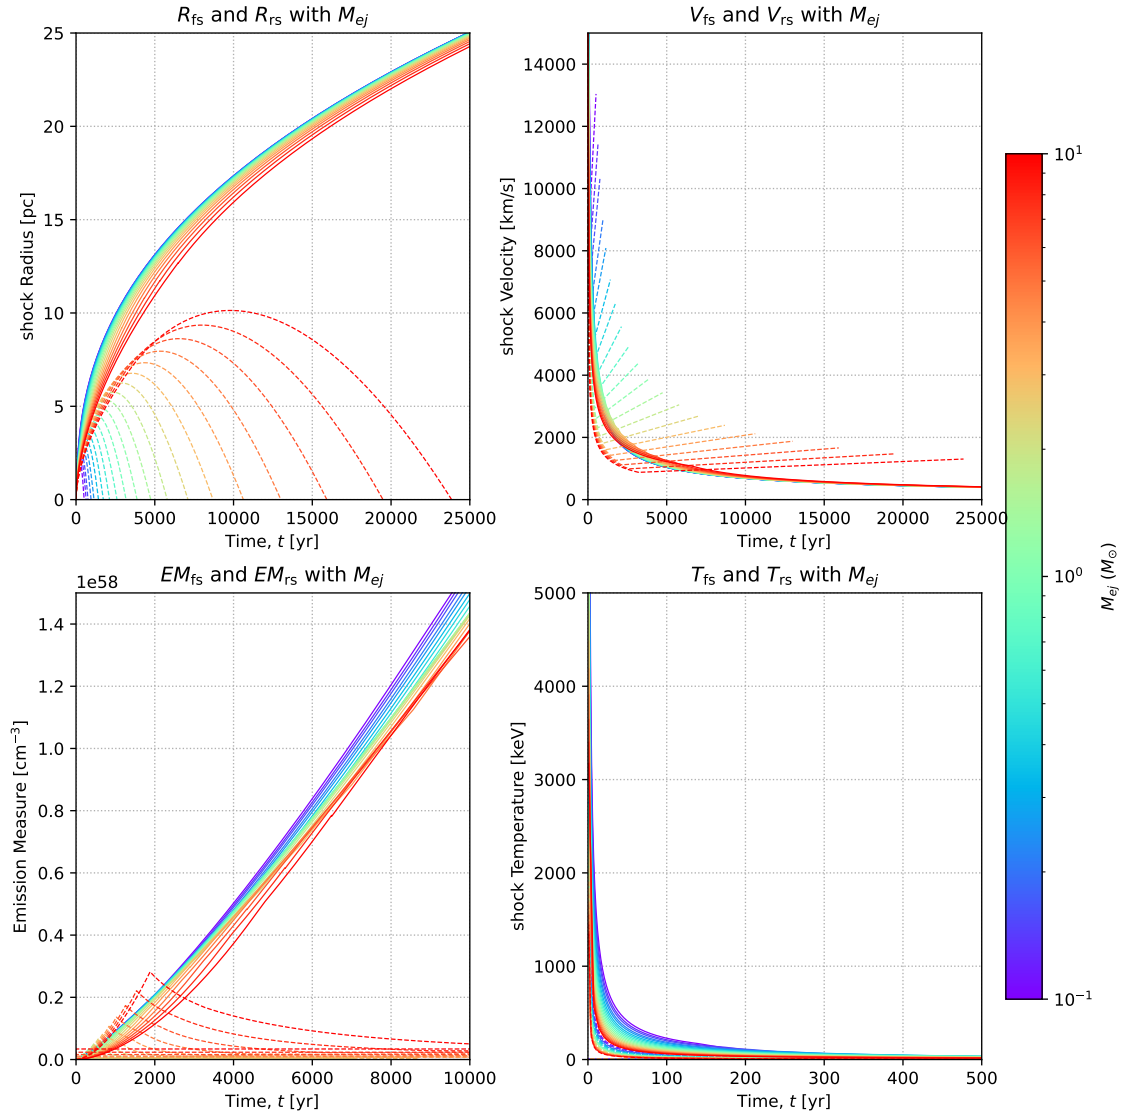 R_fs and R_rs with M_ej
25
20
15
10
5
0
shock Radius [pc]
0 5000 10000 15000 20000 25000
Time, t [yr]
V_fs and V_rs with M_ej
14000
12000
10000
8000
6000
4000
2000
0
shock Velocity [km/s]
0 5000 10000 15000 20000 25000
Time, t [yr]
1e58
EM_fs and EM_rs with M_ej
1.4
1.2
1.0
0.8
0.6
0.4
0.2
0.0
Emission Measure [cm⁻³]
0 2000 4000 6000 8000 10000
Time, t [yr]
T_fs and T_rs with M_ej
5000
4000
3000
2000
1000
0
shock Temperature [keV]
0 100 200 300 400 500
Time, t [yr]
10¹
10⁰
10⁻¹
M_ej (M_⊙)